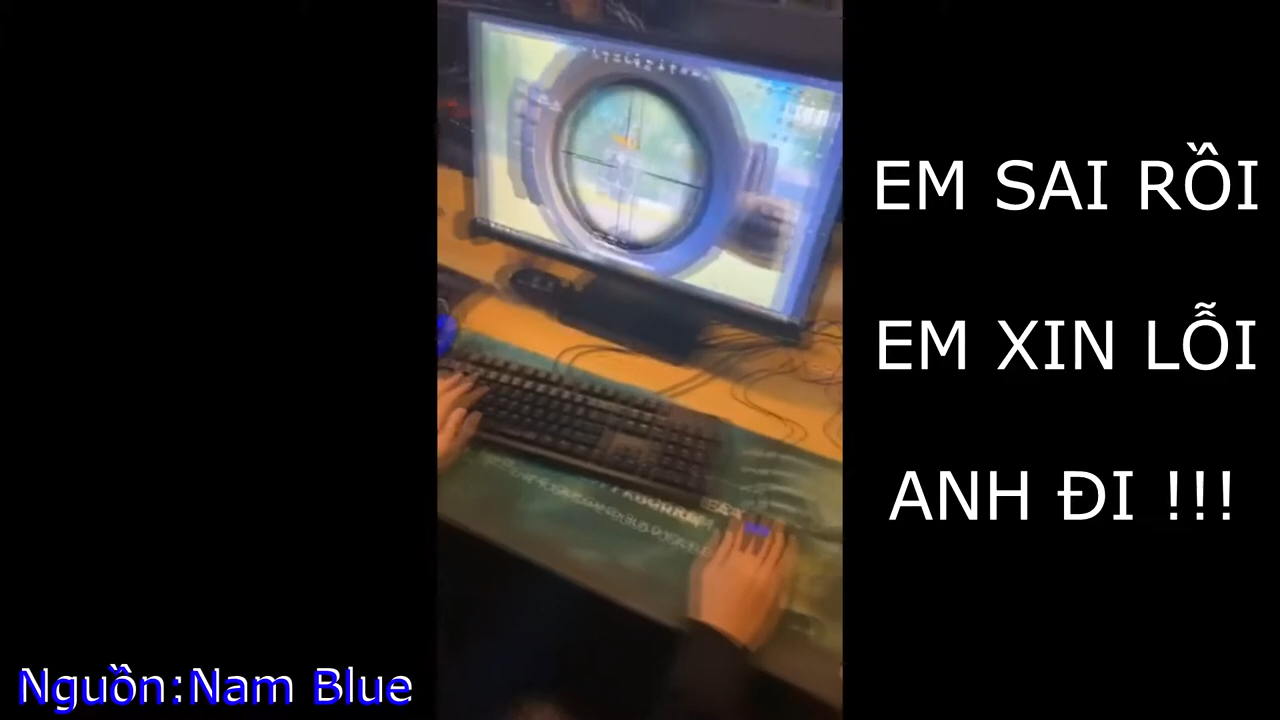 EM SAI RỒI
EM XIN LỖI
ANH ĐI !!!
Nguồn:Nam Blue